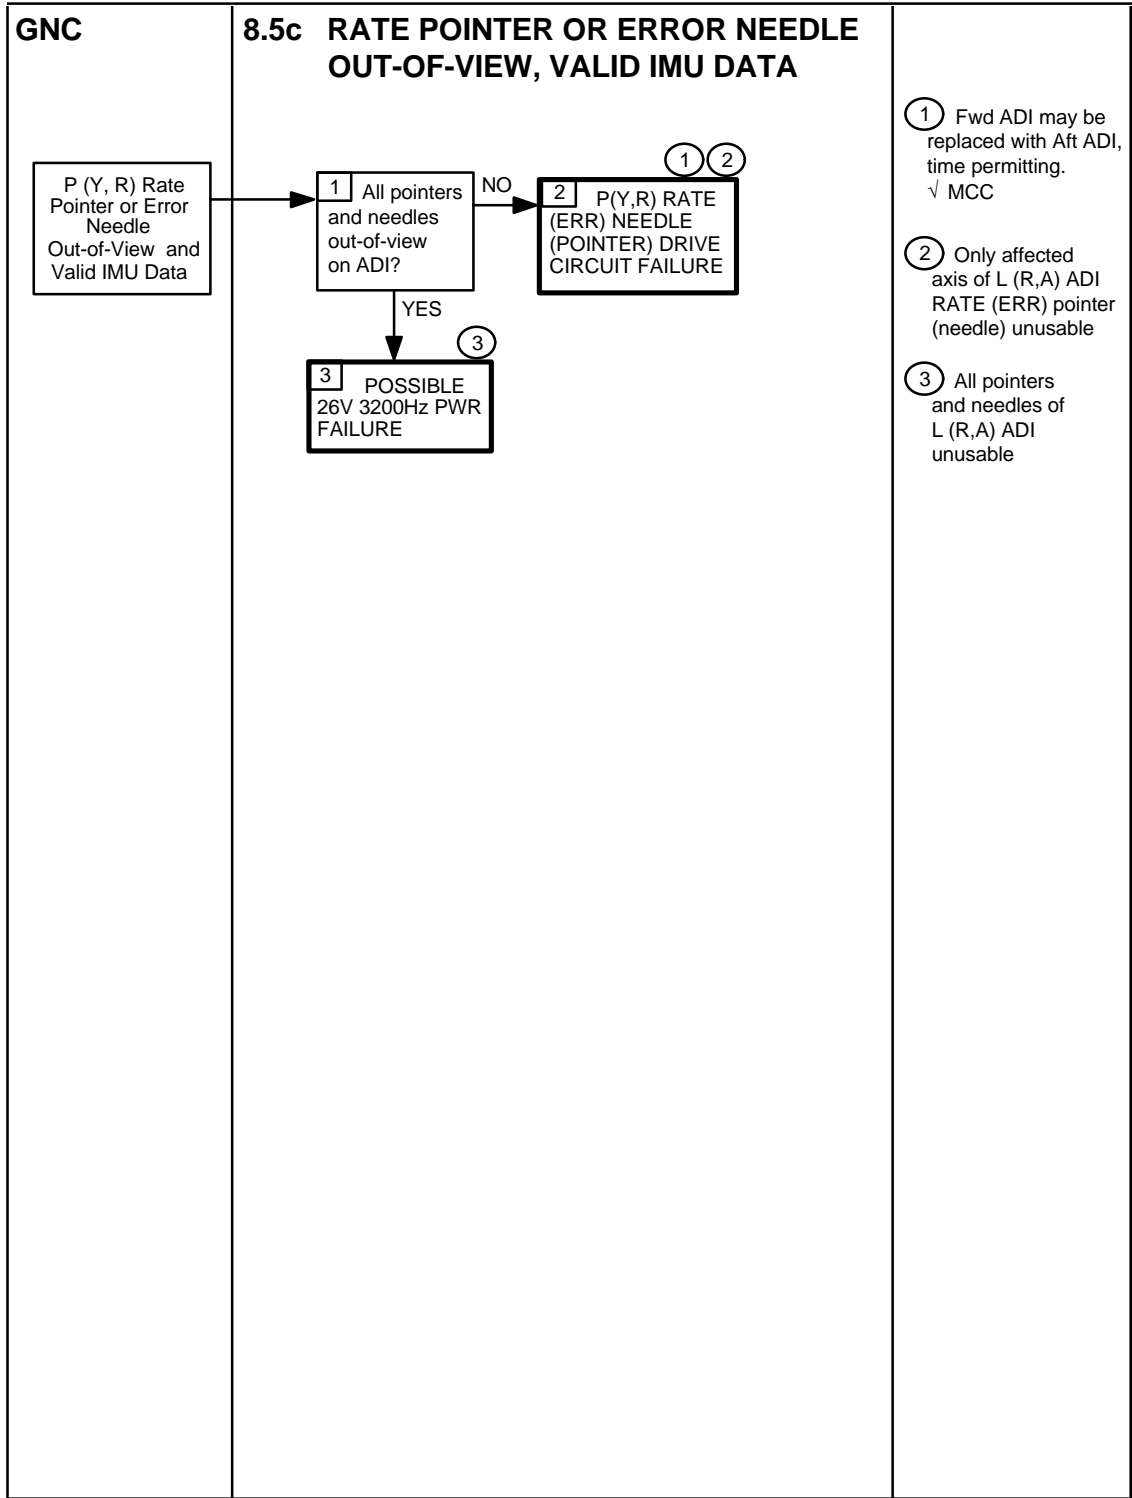 GNC
8.5c RATE POINTER OR ERROR NEEDLE
OUT-OF-VIEW, VALID IMU DATA
P (Y, R) Rate
Pointer or Error
Needle
Out-of-View and
Valid IMU Data
1 All pointers
and needles
out-of-view
on ADI?
NO
YES
1 2
2 P(Y,R) RATE
(ERR) NEEDLE
(POINTER) DRIVE
CIRCUIT FAILURE
3
3 POSSIBLE
26V 3200Hz PWR
FAILURE
1 Fwd ADI may be
replaced with Aft ADI,
time permitting.
√ MCC
2 Only affected
axis of L (R,A) ADI
RATE (ERR) pointer
(needle) unusable
3 All pointers
and needles of
L (R,A) ADI
unusable